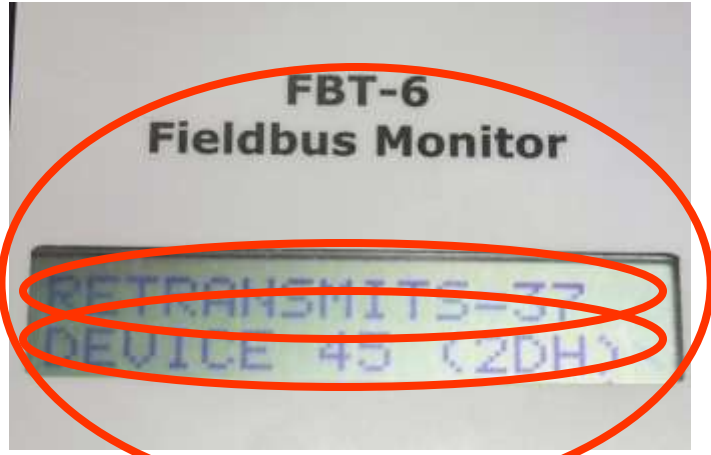 FBT-6
Fieldbus Monitor
RETRANSMITS-37
DEVICE 45 (2DH)